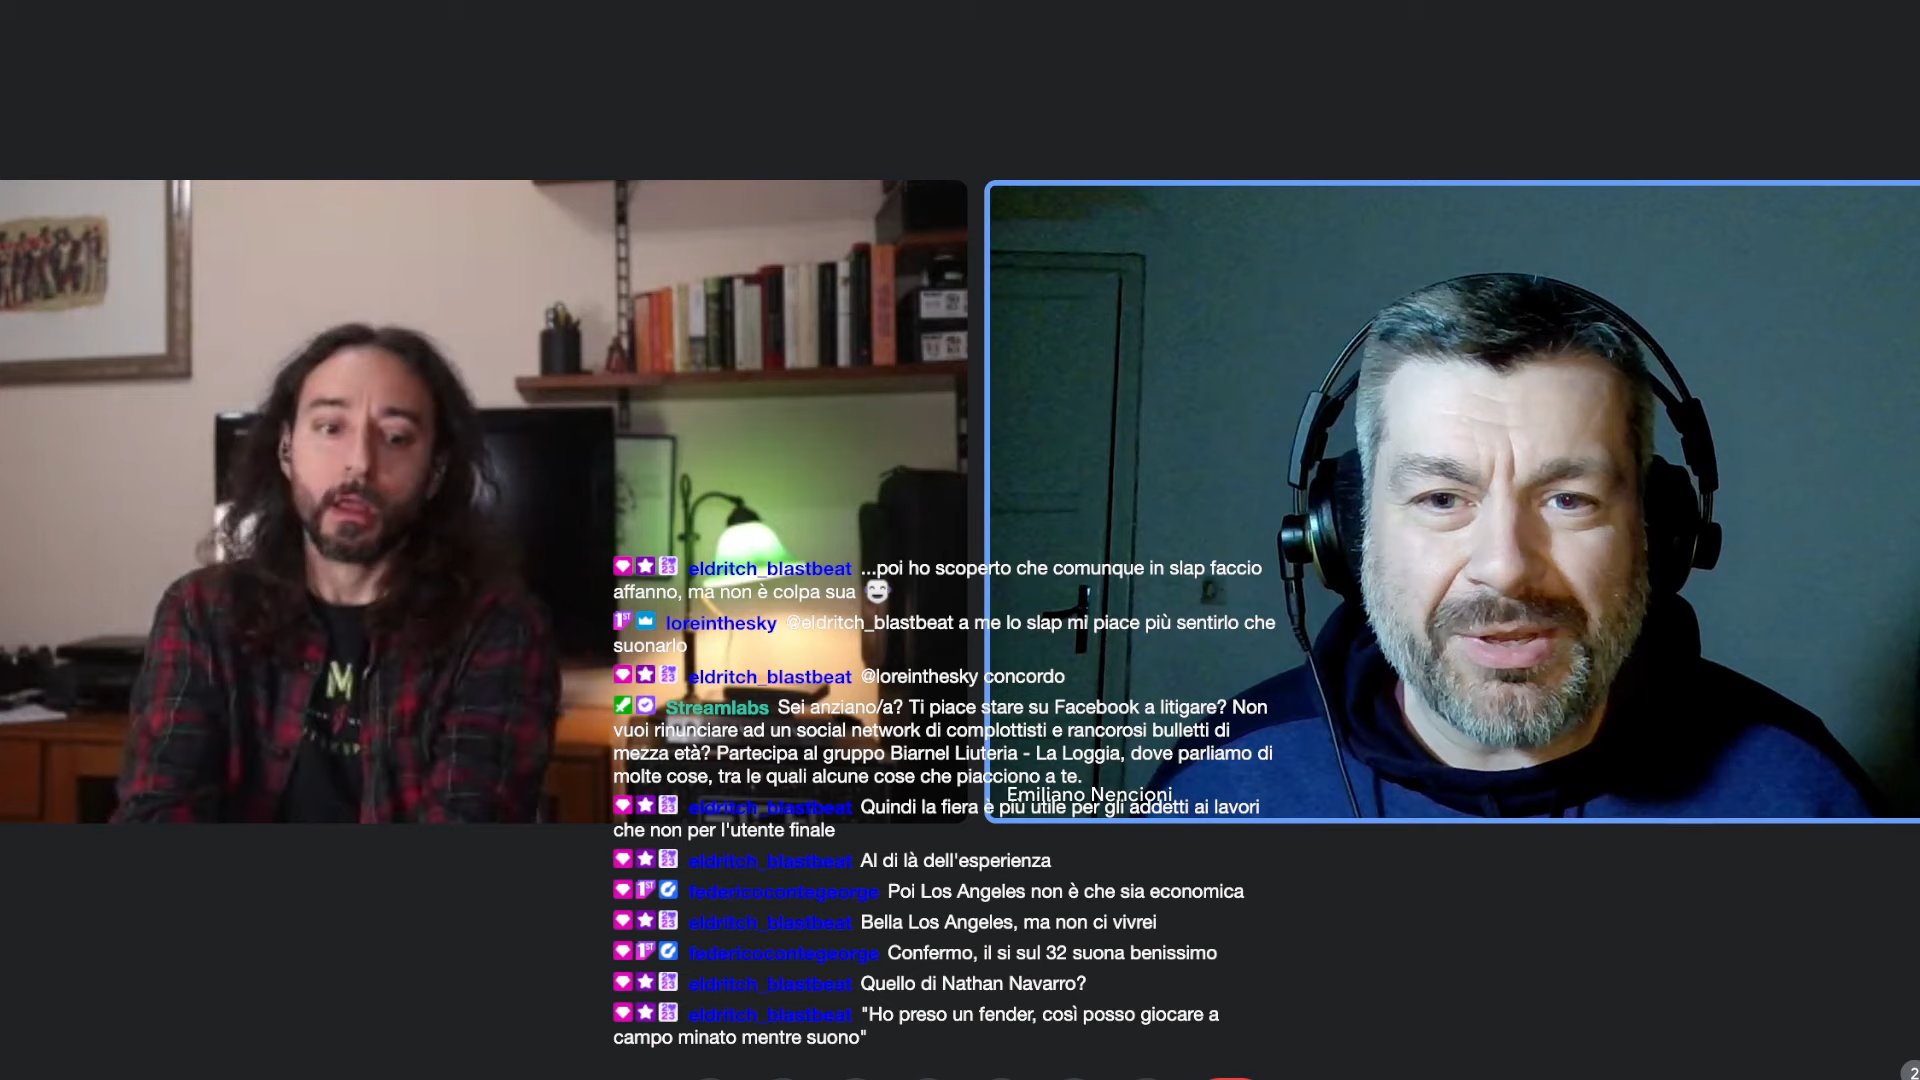 eldritch_blastbeat ...poi ho scoperto che comunque in slap faccio
affanno, ma non è colpa sua
loreinthesky @eldritch_blastbeat a me lo slap mi piace più sentirlo che
suonarlo
eldritch_blastbeat @loreinthesky concordo
Streamlabs Sei anziano/a? Ti piace stare su Facebook a litigare? Non
vuoi rinunciare ad un social network di complottisti e rancorosi bulletti di
mezza età? Partecipa al gruppo Biarnel Liuteria - La Loggia, dove parliamo di
molte cose, tra le quali alcune cose che piacciono a te.
Emiliano Nencioni
eldritch_blastbeat Quindi la fiera è più utile per gli addetti ai lavori
che non per l'utente finale
eldritch_blastbeat Al di là dell'esperienza
federicocontegeorge Poi Los Angeles non è che sia economica
eldritch_blastbeat Bella Los Angeles, ma non ci vivrei
federicocontegeorge Confermo, il si sul 32 suona benissimo
eldritch_blastbeat Quello di Nathan Navarro?
eldritch_blastbeat "Ho preso un fender, così posso giocare a
campo minato mentre suono"
M
2